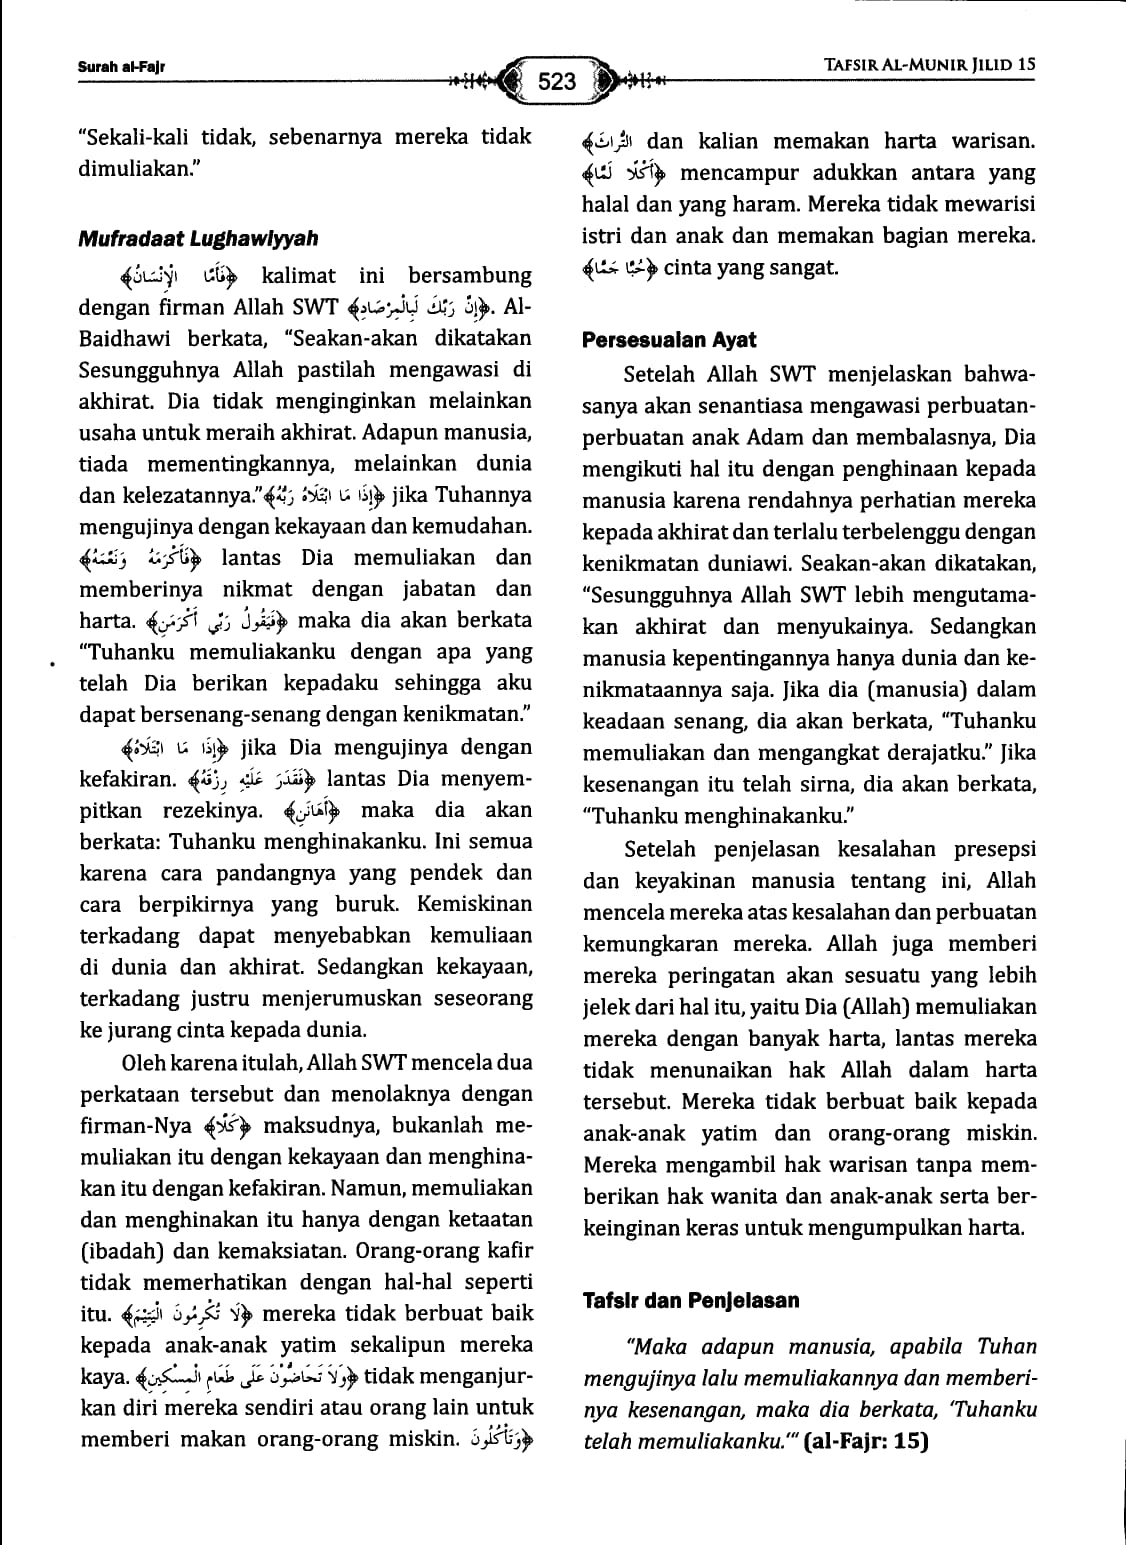 Surah al-Fajr
523
TAFSIR AL-MUNIR JILID 15
“Sekali-kali tidak, sebenarnya mereka tidak
dimuliakan.”
Mufradaat Lughawiyyah
﴿فَأَمَّا الْإِنْسَانُ﴾ kalimat ini bersambung
dengan firman Allah SWT ﴿إِنَّ رَبَّكَ لَبِالْمِرْصَادِ﴾. Al-
Baidhawi berkata, “Seakan-akan dikatakan
Sesungguhnya Allah pastilah mengawasi di
akhirat. Dia tidak menginginkan melainkan
usaha untuk meraih akhirat. Adapun manusia,
tiada mementingkannya, melainkan dunia
dan kelezatannya.”﴿إِذَا مَا ابْتَلَاهُ رَبُّهُ﴾ jika Tuhannya
mengujinya dengan kekayaan dan kemudahan.
﴿فَأَكْرَمَهُ وَنَعَّمَهُ﴾ lantas Dia memuliakan dan
memberinya nikmat dengan jabatan dan
harta. ﴿فَيَقُولُ رَبِّي أَكْرَمَنِ﴾ maka dia akan berkata
“Tuhanku memuliakanku dengan apa yang
telah Dia berikan kepadaku sehingga aku
dapat bersenang-senang dengan kenikmatan.”
﴿إِذَا مَا ابْتَلَاهُ﴾ jika Dia mengujinya dengan
kefakiran. ﴿فَقَدَرَ عَلَيْهِ رِزْقَهُ﴾ lantas Dia menyem-
pitkan rezekinya. ﴿أَهَانَنِ﴾ maka dia akan
berkata: Tuhanku menghinakanku. Ini semua
karena cara pandangnya yang pendek dan
cara berpikirnya yang buruk. Kemiskinan
terkadang dapat menyebabkan kemuliaan
di dunia dan akhirat. Sedangkan kekayaan,
terkadang justru menjerumuskan seseorang
ke jurang cinta kepada dunia.
Oleh karena itulah, Allah SWT mencela dua
perkataan tersebut dan menolaknya dengan
firman-Nya ﴿كَلَّا﴾ maksudnya, bukanlah me-
muliakan itu dengan kekayaan dan menghina-
kan itu dengan kefakiran. Namun, memuliakan
dan menghinakan itu hanya dengan ketaatan
(ibadah) dan kemaksiatan. Orang-orang kafir
tidak memerhatikan dengan hal-hal seperti
itu. ﴿لَا تُكْرِمُونَ الْيَتِيْمَ﴾ mereka tidak berbuat baik
kepada anak-anak yatim sekalipun mereka
kaya. ﴿وَلَا تَحَاضُّوْنَ عَلَى طَعَامِ الْمِسْكِينِ﴾ tidak menganjur-
kan diri mereka sendiri atau orang lain untuk
memberi makan orang-orang miskin. ﴿وَتَأْكُلُونَ
التُّرَاثَ﴾ dan kalian memakan harta warisan.
﴿أَكْلًا لَمًّا﴾ mencampur adukkan antara yang
halal dan yang haram. Mereka tidak mewarisi
istri dan anak dan memakan bagian mereka.
﴿حُبًّا جَمًّا﴾ cinta yang sangat.
Persesuaian Ayat
Setelah Allah SWT menjelaskan bahwa-
sanya akan senantiasa mengawasi perbuatan-
perbuatan anak Adam dan membalasnya, Dia
mengikuti hal itu dengan penghinaan kepada
manusia karena rendahnya perhatian mereka
kepada akhirat dan terlalu terbelenggu dengan
kenikmatan duniawi. Seakan-akan dikatakan,
“Sesungguhnya Allah SWT lebih mengutama-
kan akhirat dan menyukainya. Sedangkan
manusia kepentingannya hanya dunia dan ke-
nikmataannya saja. Jika dia (manusia) dalam
keadaan senang, dia akan berkata, “Tuhanku
memuliakan dan mengangkat derajatku.” Jika
kesenangan itu telah sirna, dia akan berkata,
“Tuhanku menghinakanku.”
Setelah penjelasan kesalahan presepsi
dan keyakinan manusia tentang ini, Allah
mencela mereka atas kesalahan dan perbuatan
kemungkaran mereka. Allah juga memberi
mereka peringatan akan sesuatu yang lebih
jelek dari hal itu, yaitu Dia (Allah) memuliakan
mereka dengan banyak harta, lantas mereka
tidak menunaikan hak Allah dalam harta
tersebut. Mereka tidak berbuat baik kepada
anak-anak yatim dan orang-orang miskin.
Mereka mengambil hak warisan tanpa mem-
berikan hak wanita dan anak-anak serta ber-
keinginan keras untuk mengumpulkan harta.
Tafsir dan Penjelasan
“Maka adapun manusia, apabila Tuhan
mengujinya lalu memuliakannya dan memberi-
nya kesenangan, maka dia berkata, ‘Tuhanku
telah memuliakanku.’“ (al-Fajr: 15)